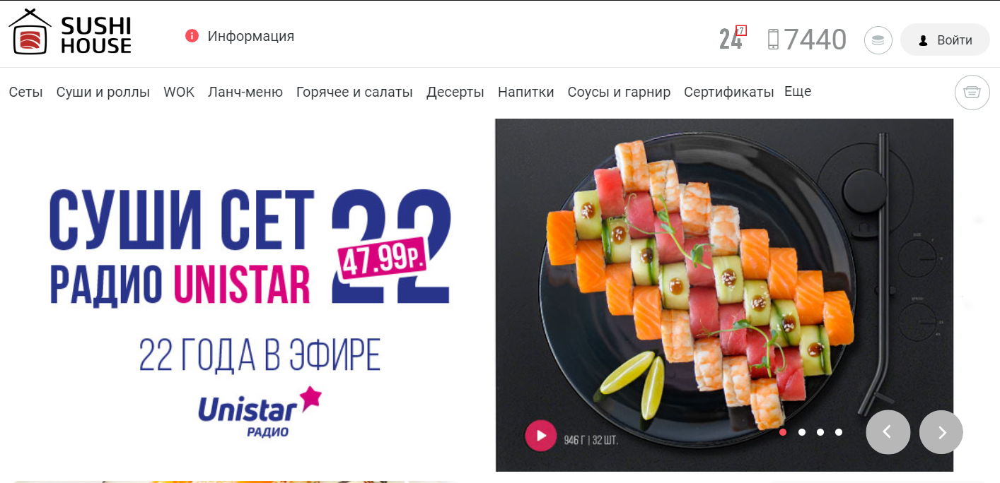 SUSHI
HOUSE
Информация
24/7
7440
Войти
Сеты Суши и роллы WOK Ланч-меню Горячее и салаты Десерты Напитки Соусы и гарнир Сертификаты Еще
СУШИ СЕТ 22
47.99р.
РАДИО UNISTAR
22 ГОДА В ЭФИРЕ
Unistar
РАДИО
946 Г | 32 ШТ.